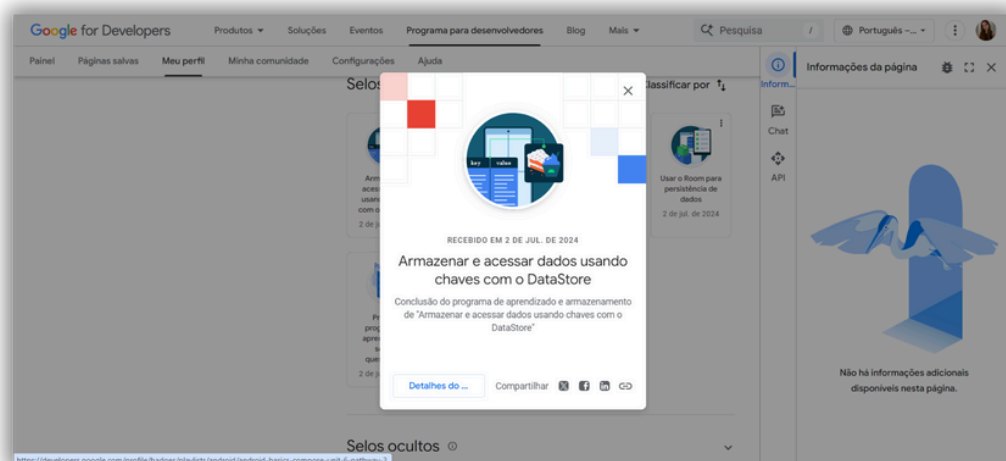 Google for Developers
Produtos
Soluções
Eventos
Programa para desenvolvedores
Blog
Mais
Pesquisa
/
Português –...
Painel
Páginas salvas
Meu perfil
Minha comunidade
Configurações
Ajuda
Informações da página
Inform...
Chat
API
Selos
Classificar por
key value
RECEBIDO EM 2 DE JUL. DE 2024
Armazenar e acessar dados usando
chaves com o DataStore
Conclusão do programa de aprendizado e armazenamento
de "Armazenar e acessar dados usando chaves com o
DataStore"
Detalhes do ...
Compartilhar
Usar o Room para
persistência de
dados
2 de jul. de 2024
Não há informações adicionais
disponíveis nesta página.
Selos ocultos